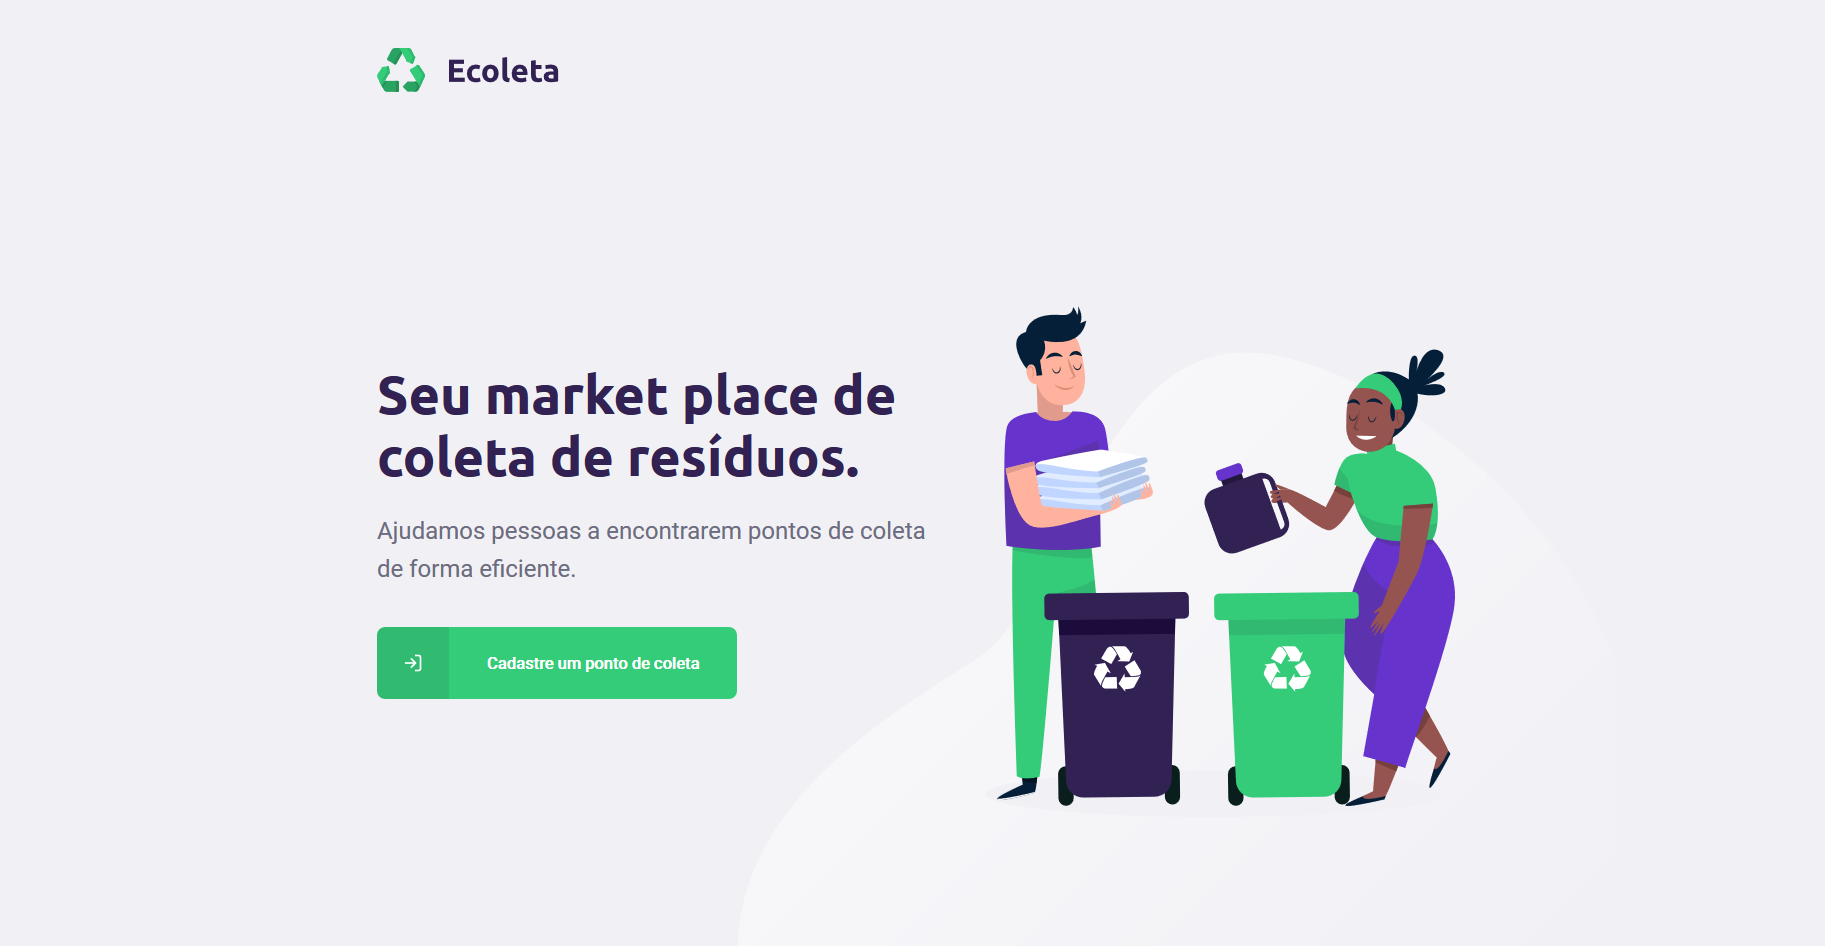 Ecoleta
Seu market place de
coleta de resíduos.
Ajudamos pessoas a encontrarem pontos de coleta
de forma eficiente.
Cadastre um ponto de coleta